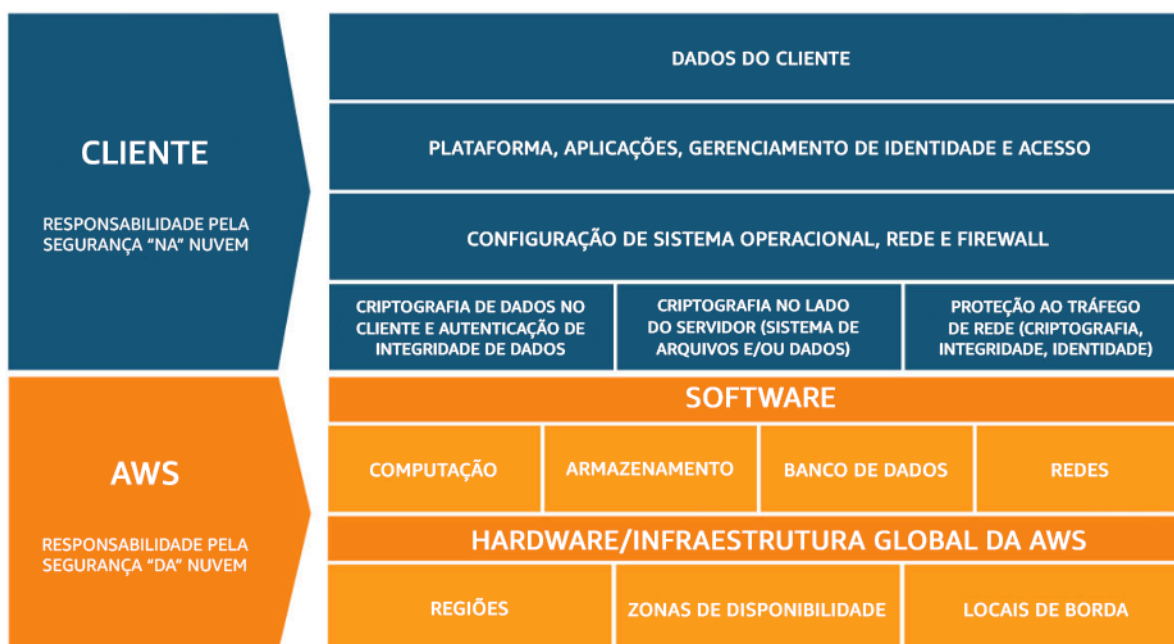 CLIENTE
RESPONSABILIDADE PELA
SEGURANÇA “NA” NUVEM
DADOS DO CLIENTE
PLATAFORMA, APLICAÇÕES, GERENCIAMENTO DE IDENTIDADE E ACESSO
CONFIGURAÇÃO DE SISTEMA OPERACIONAL, REDE E FIREWALL
CRIPTOGRAFIA DE DADOS NO
CLIENTE E AUTENTICAÇÃO DE
INTEGRIDADE DE DADOS
CRIPTOGRAFIA NO LADO
DO SERVIDOR (SISTEMA DE
ARQUIVOS E/OU DADOS)
PROTEÇÃO AO TRÁFEGO
DE REDE (CRIPTOGRAFIA,
INTEGRIDADE, IDENTIDADE)
AWS
RESPONSABILIDADE PELA
SEGURANÇA “DA” NUVEM
SOFTWARE
COMPUTAÇÃO
ARMAZENAMENTO
BANCO DE DADOS
REDES
HARDWARE/INFRAESTRUTURA GLOBAL DA AWS
REGIÕES
ZONAS DE DISPONIBILIDADE
LOCAIS DE BORDA